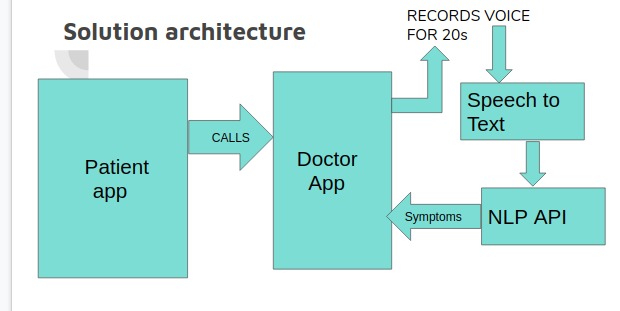 Solution architecture
RECORDS VOICE
FOR 20s
Patient
app
CALLS
Doctor
App
Speech to
Text
Symptoms
NLP API